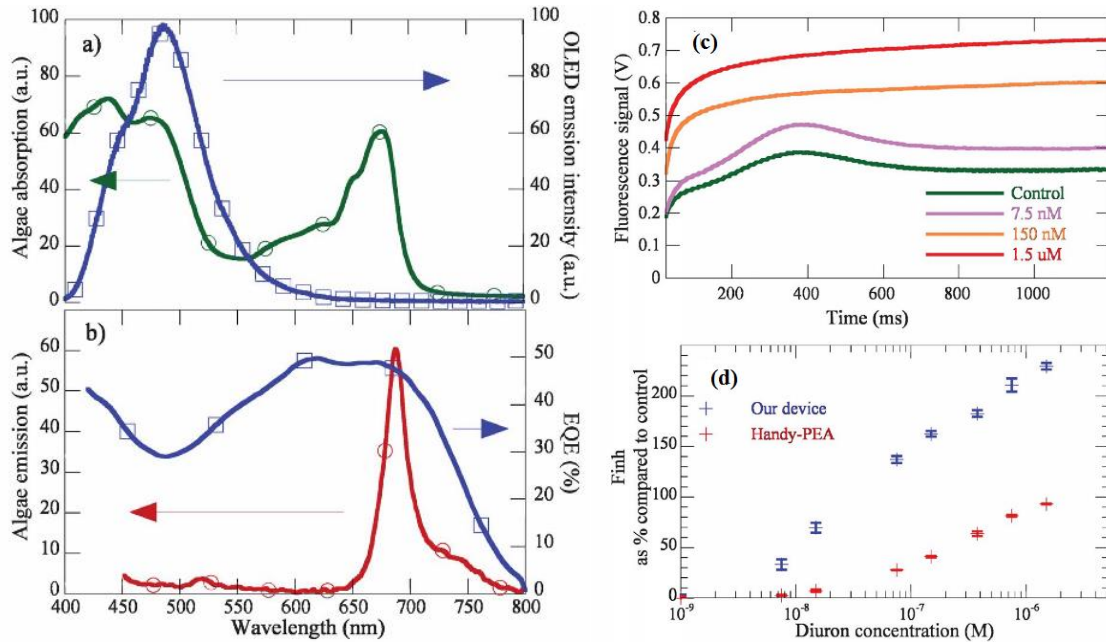 a)
Algae absorption (a.u.)
100
80
60
40
20
0
OLED emssion intensity (a.u.)
100
80
60
40
20
0
b)
Algae emission (a.u.)
60
50
40
30
20
10
0
EQE (%)
50
40
30
20
10
0
400 450 500 550 600 650 700 750 800
Wavelength (nm)
(c)
Fluorescence signal (V)
0.8
0.7
0.6
0.5
0.4
0.3
0.2
0.1
0
Control
7.5 nM
150 nM
1.5 uM
200 400 600 800 1000
Time (ms)
(d)
Finh
as % compared to control
200
150
100
50
0
Our device
Handy-PEA
10-9 10-8 10-7 10-6
Diuron concentration (M)